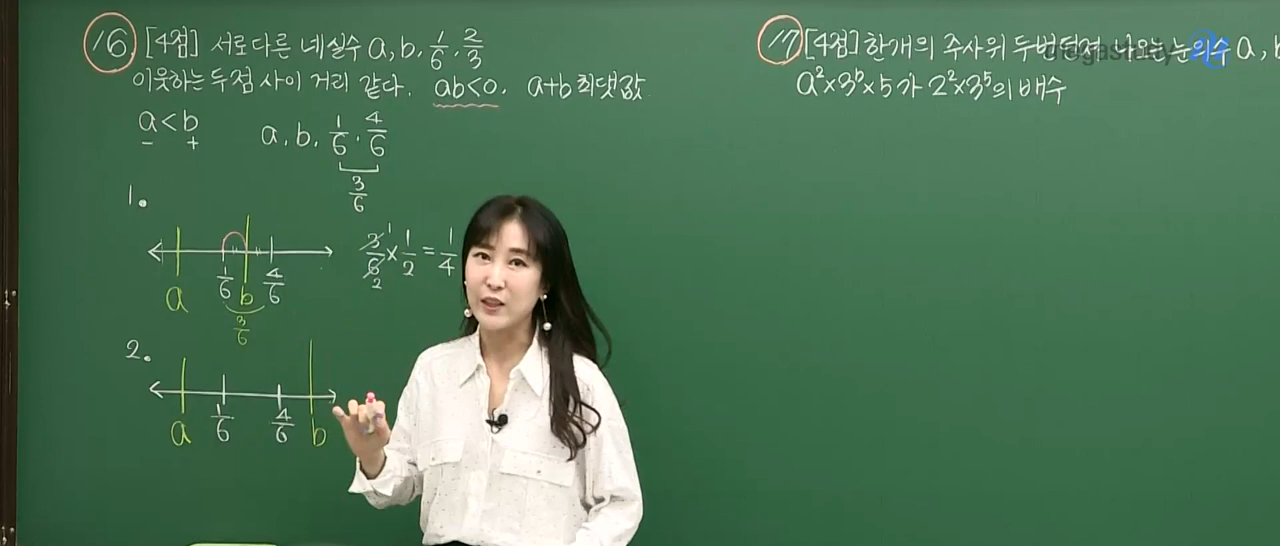 16. [4점] 서로다른 네실수 a, b, 1/6, 2/3
이웃하는 두점 사이 거리 같다. ab<0, a+b 최댓값
a<b
- +
a, b, 1/6, 4/6
3/6
1.
a 1/6 b 4/6
3/6
3/6 × 1/2 = 1/4
1
2
2.
a 1/6 4/6 b
17 [4점] 한개의 주사위 두번던져 나오는 눈의수 a, b
a²×3ᵇ×5가 2²×3⁵의 배수
megastudy